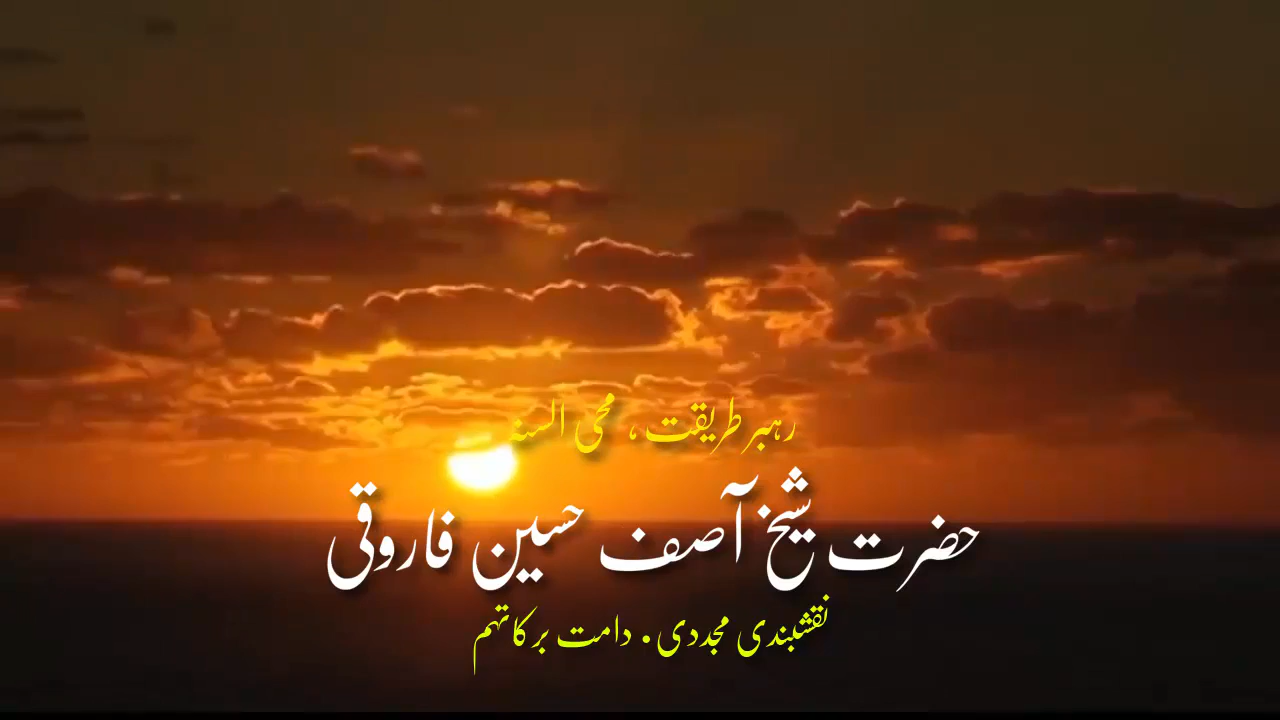 رہبر طریقت، محی السنہ
حضرت شیخ آصف حسین فاروقی
نقشبندی مجددی. دامت برکاتہم